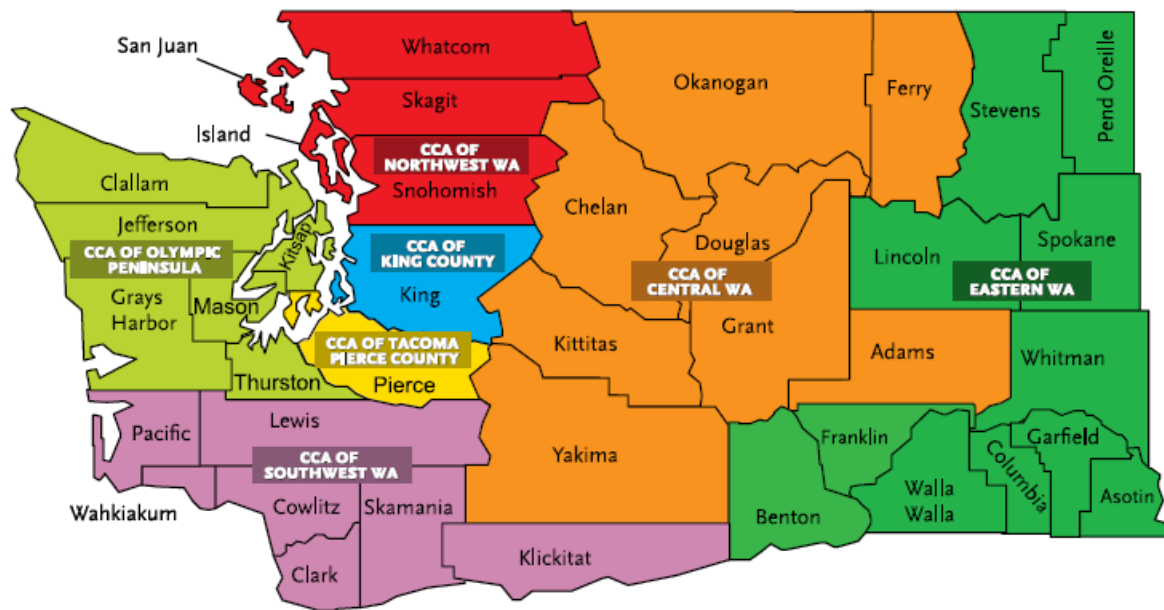 San Juan
Whatcom
Okanogan
Ferry
Stevens
Pend Oreille
Skagit
Island
CCA OF
NORTHWEST WA
Snohomish
Clallam
Jefferson
Kitsap
CCA OF OLYMPIC
PENINSULA
CCA OF
KING COUNTY
King
Chelan
Douglas
CCA OF
CENTRAL WA
Grant
Lincoln
Spokane
CCA OF
EASTERN WA
Grays
Harbor
Mason
CCA OF TACOMA
PIERCE COUNTY
Pierce
Thurston
Kittitas
Adams
Whitman
Pacific
Lewis
CCA OF
SOUTHWEST WA
Yakima
Franklin
Garfield
Columbia
Asotin
Walla
Walla
Benton
Wahkiakum
Cowlitz
Skamania
Clark
Klickitat